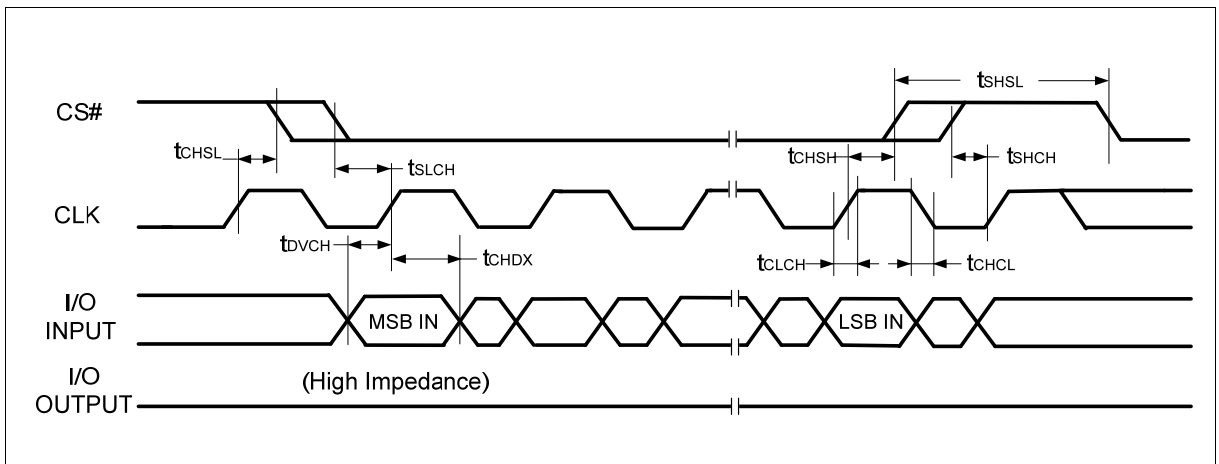 tSHSL
CS#
tCHSL
tSLCH
tCHSH
tSHCH
CLK
tDVCH
tCHDX
tCLCH
tCHCL
I/O
INPUT
MSB IN
LSB IN
I/O
OUTPUT
(High Impedance)